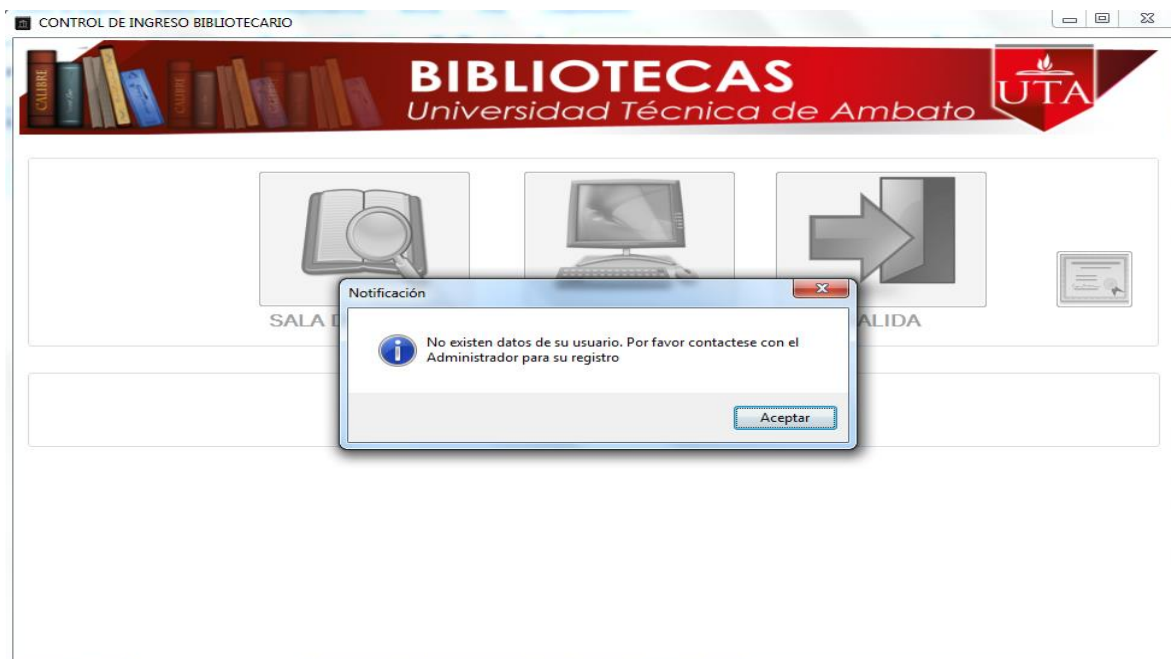 CONTROL DE INGRESO BIBLIOTECARIO
CALIBRE
CALIBRE
BIBLIOTECAS
Universidad Técnica de Ambato
UTA
SALA
ALIDA
Notificación
No existen datos de su usuario. Por favor contactese con el
Administrador para su registro
Aceptar